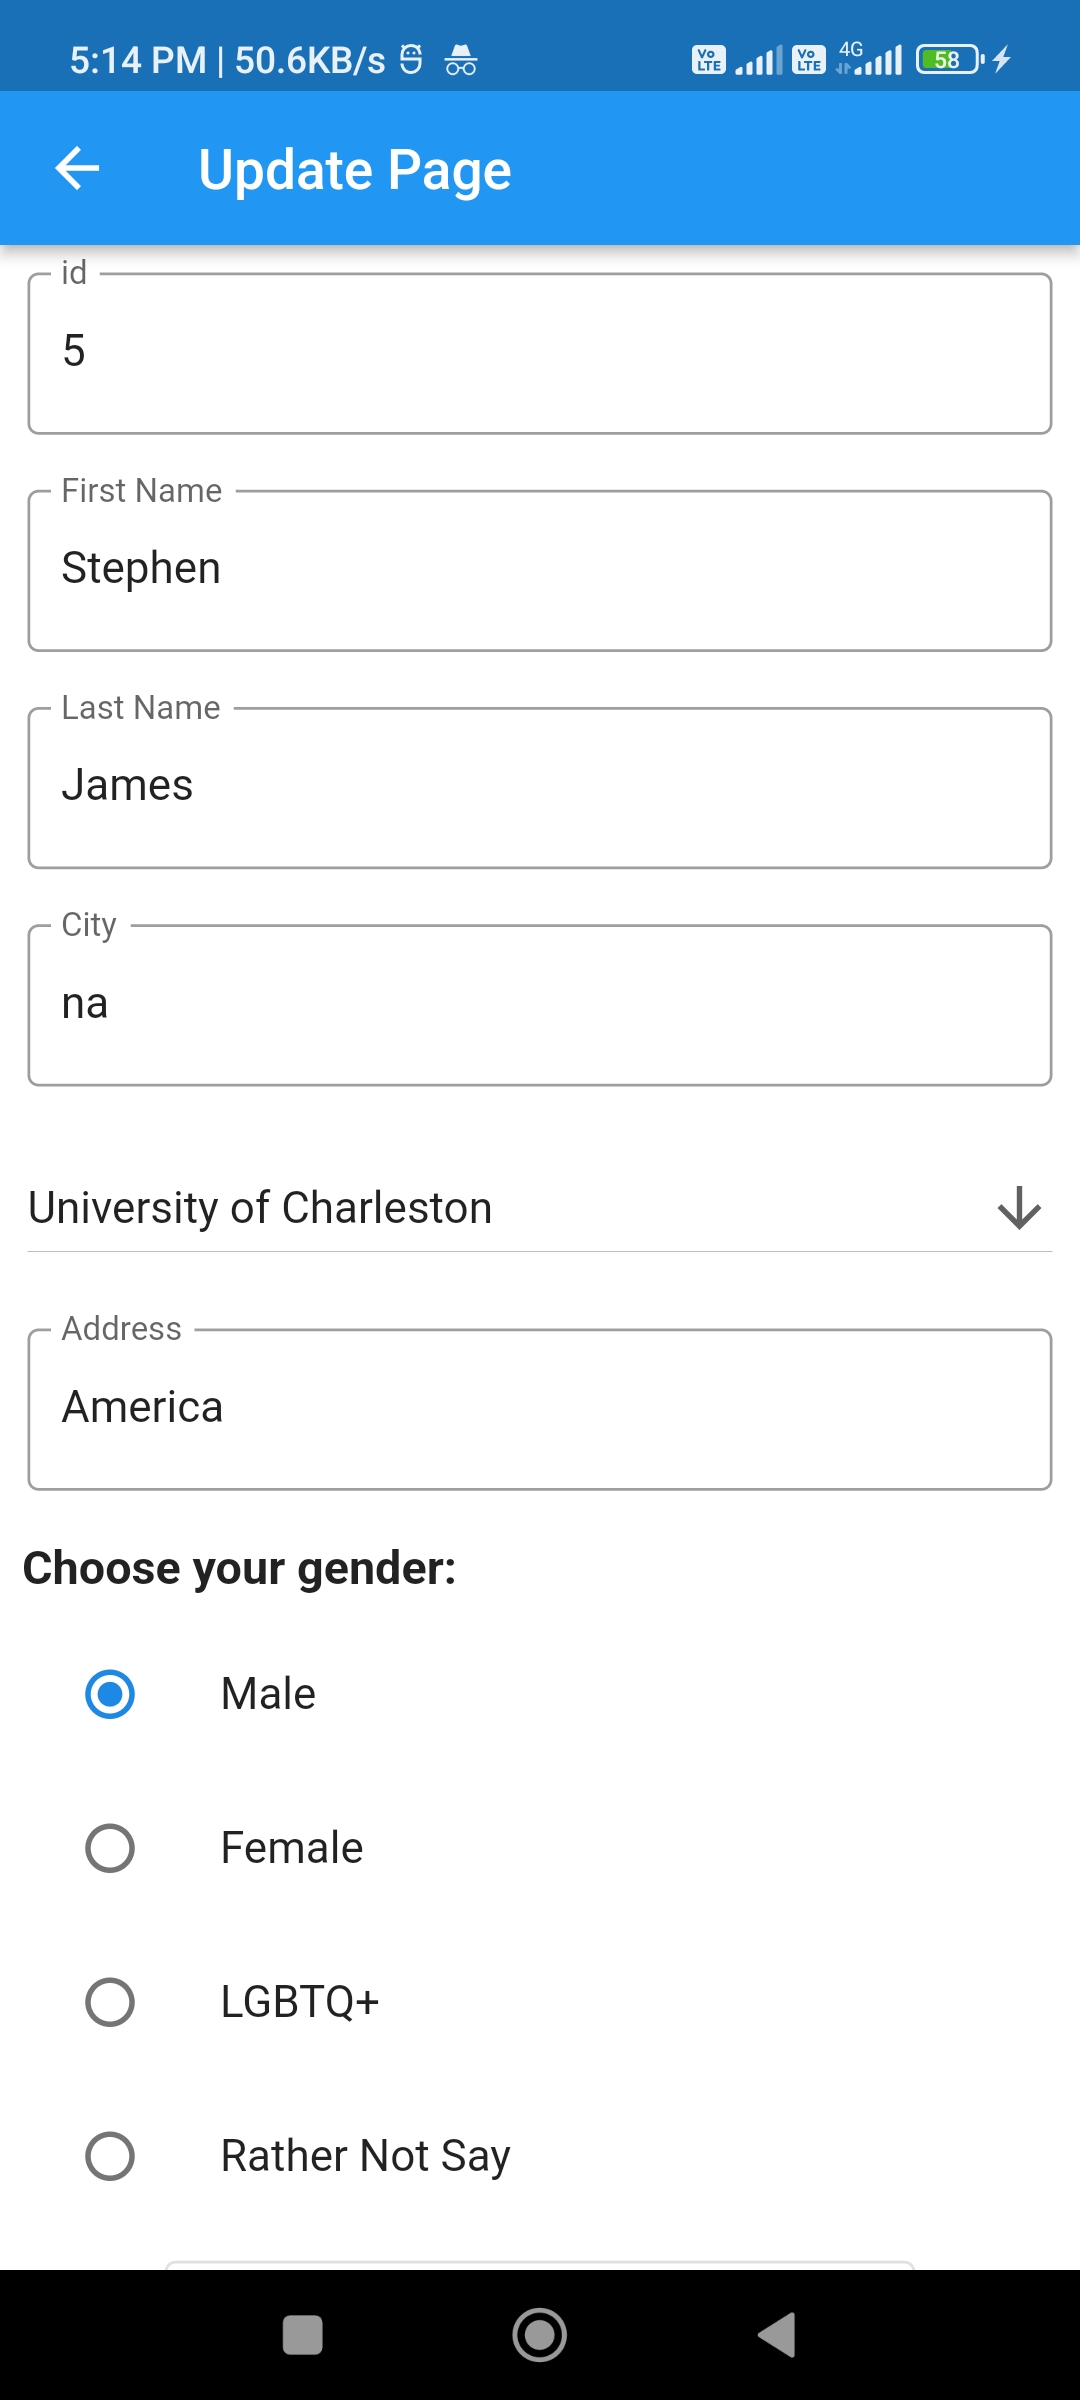 5:14 PM | 50.6KB/s Vo LTE Vo LTE 4G 58
Update Page
id
5
First Name
Stephen
Last Name
James
City
na
University of Charleston
Address
America
Choose your gender:
Male
Female
LGBTQ+
Rather Not Say